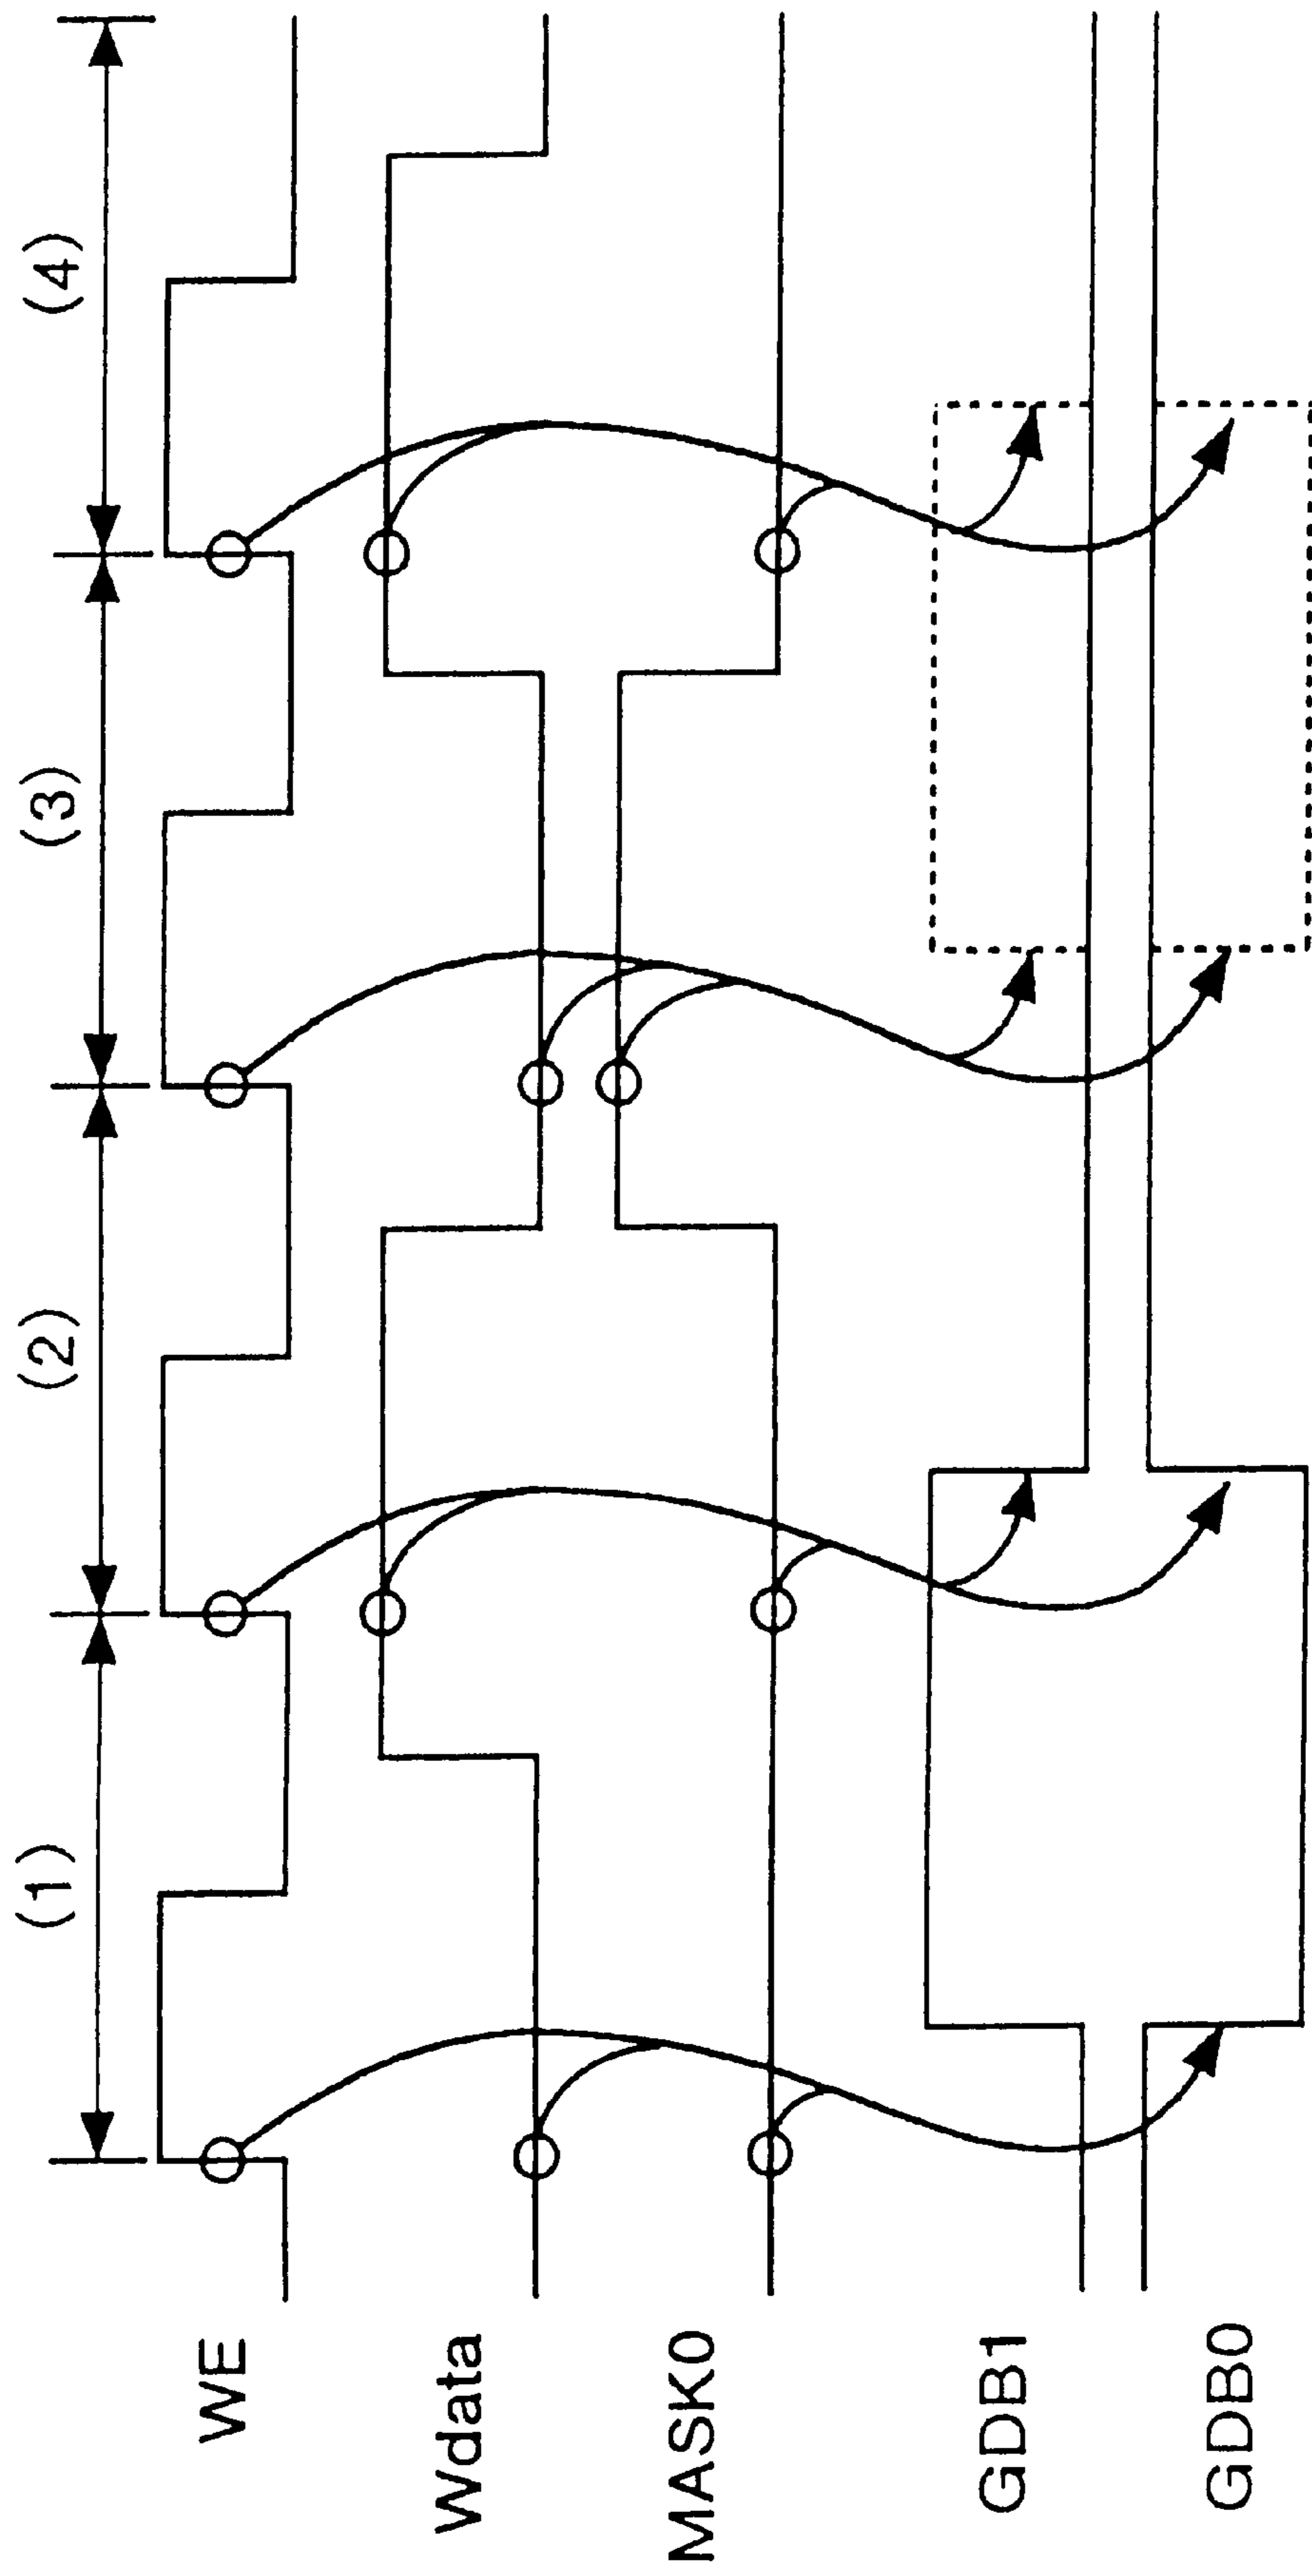 (1)
(2)
(3)
(4)
WE
Wdata
MASK0
GDB1
GDB0